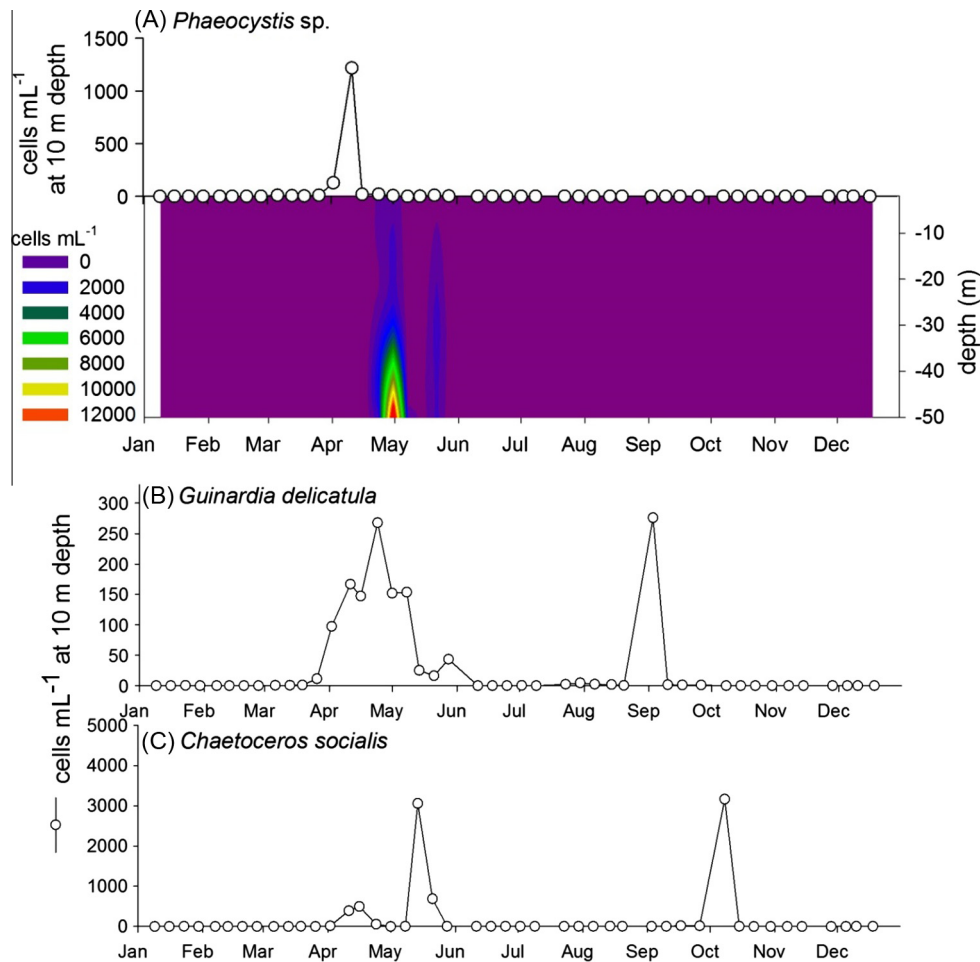 (A) Phaeocystis sp.
cells mL⁻¹
at 10 m depth
1500
1000
500
0
cells mL⁻¹
0
2000
4000
6000
8000
10000
12000
-10
-20
-30
-40
-50
depth (m)
Jan Feb Mar Apr May Jun Jul Aug Sep Oct Nov Dec
(B) Guinardia delicatula
300
250
200
150
100
50
0
Jan Feb Mar Apr May Jun Jul Aug Sep Oct Nov Dec
cells mL⁻¹ at 10 m depth
(C) Chaetoceros socialis
5000
4000
3000
2000
1000
0
Jan Feb Mar Apr May Jun Jul Aug Sep Oct Nov Dec